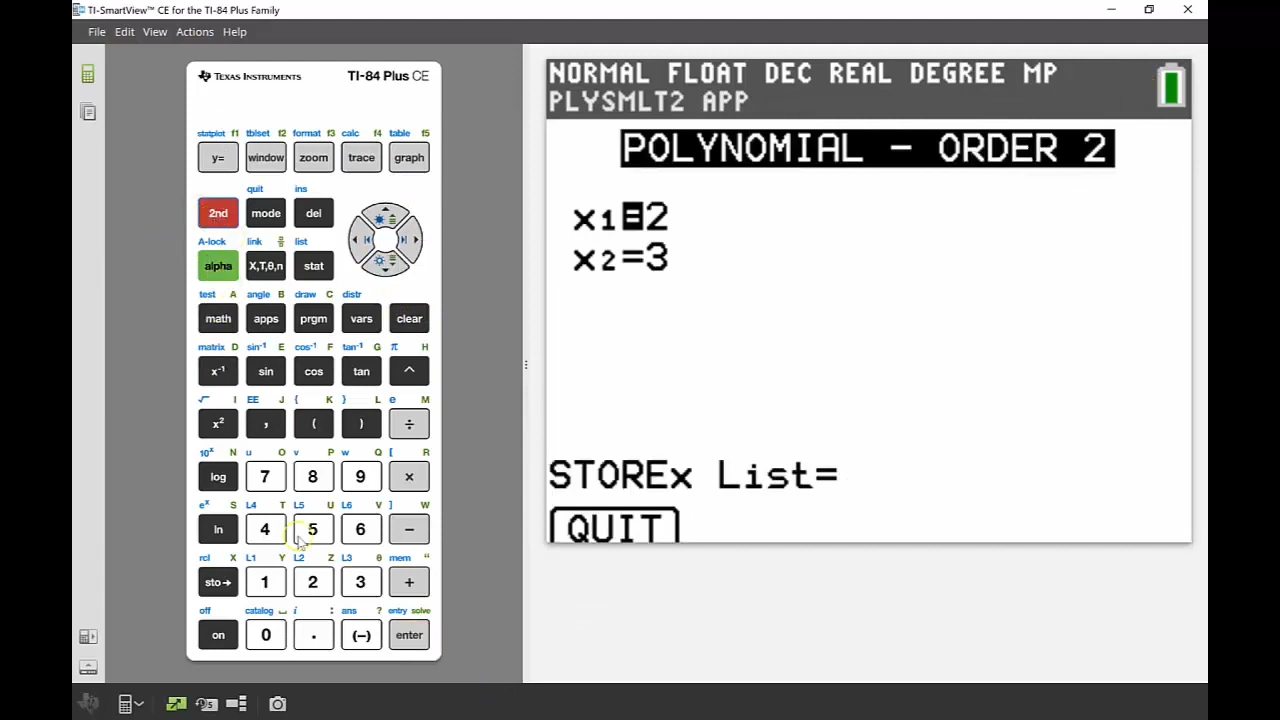 TI-SmartView™ CE for the TI-84 Plus Family
File Edit View Actions Help
TEXAS INSTRUMENTS TI-84 Plus CE
statplot f1 tblset f2 format f3 calc f4 table f5
y= window zoom trace graph
quit ins
2nd mode del
A-lock link list
alpha X,T,θ,n stat
test A angle B draw C distr
math apps prgm vars clear
matrix D sin-1 E cos-1 F tan-1 G π H
x-1 sin cos tan ^
√ I EE J { K } L e M
x² , ( ) ÷
10x N u O v P w Q [ R
log 7 8 9 ×
ex S L4 T L5 U L6 V ] W
ln 4 5 6 −
rcl X L1 Y L2 Z L3 θ mem “
sto→ 1 2 3 +
off catalog ⎵ i : ans ? entry solve
on 0 . (−) enter
NORMAL FLOAT DEC REAL DEGREE MP
PLYSMLT2 APP
POLYNOMIAL − ORDER 2
x1=2
x2=3
STOREx List=
QUIT